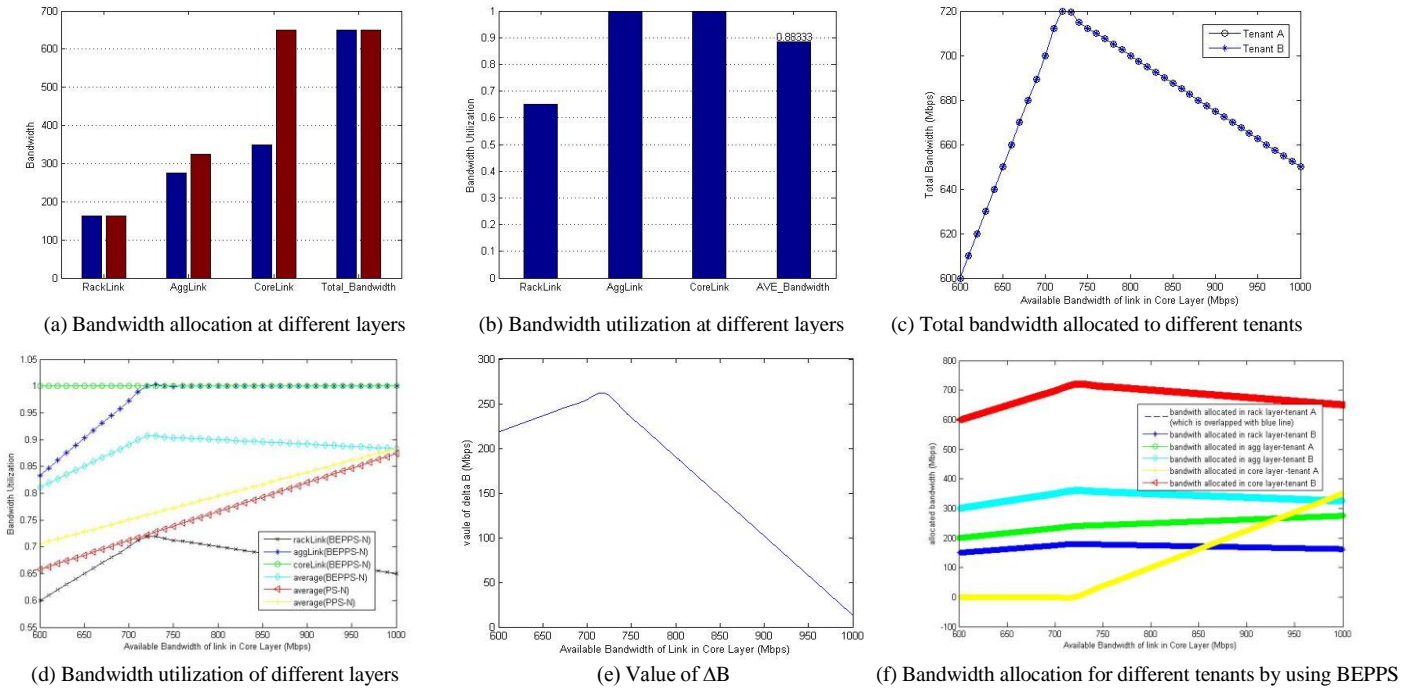 700
600
500
400
300
200
100
0
Bandwidth
RackLink AggLink CoreLink Total_Bandwidth
(a) Bandwidth allocation at different layers
1
0.9
0.8
0.7
0.6
0.5
0.4
0.3
0.2
0.1
0
Bandwidth Utilization
0.88333
RackLink AggLink CoreLink AVE_Bandwidth
(b) Bandwidth utilization at different layers
720
700
680
660
640
620
600
Total Bandwidth (Mbps)
Tenant A
Tenant B
600 650 700 750 800 850 900 950 1000
Available Bandwidth of link in Core Layer (Mbps)
(c) Total bandwidth allocated to different tenants
1.05
1
0.95
0.9
0.85
0.8
0.75
0.7
0.65
0.6
0.55
Bandwidth Utilization
rackLink(BEPPS-N)
aggLink(BEPPS-N)
coreLink(BEPPS-N)
average(BEPPS-N)
average(PS-N)
average(PPS-N)
600 650 700 750 800 850 900 950 1000
Available Bandwidth of link in Core Layer (Mbps)
(d) Bandwidth utilization of different layers
300
250
200
150
100
50
0
value of delta B (Mbps)
600 650 700 750 800 850 900 950 1000
Available Bandwidth of Link in Core Layer (Mbps)
(e) Value of ΔB
800
700
600
500
400
300
200
100
0
-100
allocated bandwidth (Mbps)
bandwith allocated in rack layer-tenant A
(which is overlapped with blue line)
bandwith allocated in rack layer-tenant B
bandwith allocated in agg layer-tenant A
bandwith allocated in agg layer-tenant B
bandwith allocated in core layer -tenant A
bandwith allocated in core layer-tenant B
600 650 700 750 800 850 900 950 1000
Available Bandwidth of link in Core Layer (Mbps)
(f) Bandwidth allocation for different tenants by using BEPPS